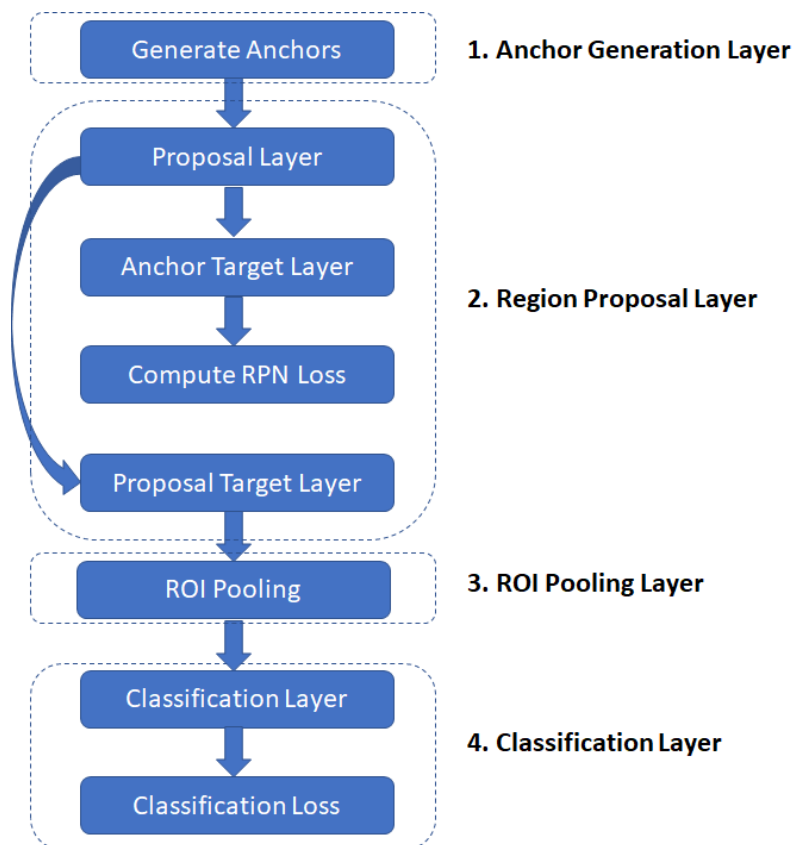 Generate Anchors
1. Anchor Generation Layer
Proposal Layer
Anchor Target Layer
2. Region Proposal Layer
Compute RPN Loss
Proposal Target Layer
ROI Pooling
3. ROI Pooling Layer
Classification Layer
4. Classification Layer
Classification Loss